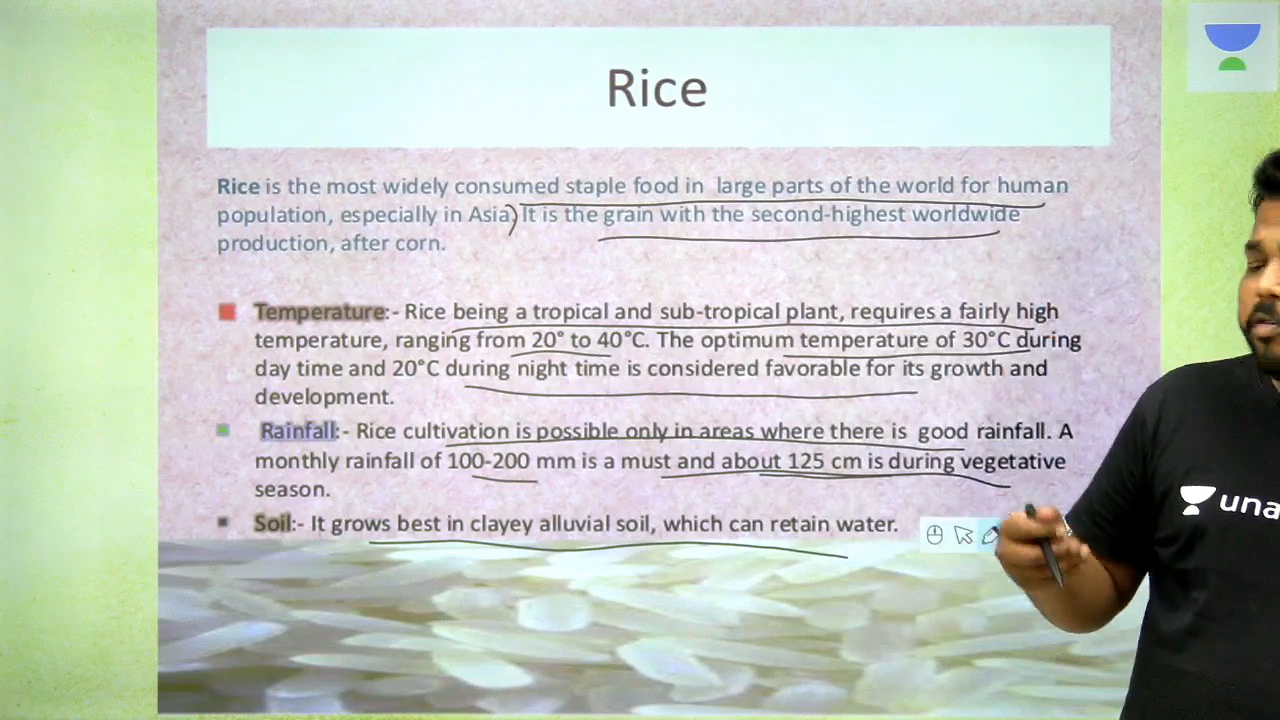 Rice
Rice is the most widely consumed staple food in large parts of the world for human
population, especially in Asia) It is the grain with the second-highest worldwide
production, after corn.
Temperature:- Rice being a tropical and sub-tropical plant, requires a fairly high
temperature, ranging from 20° to 40°C. The optimum temperature of 30°C during
day time and 20°C during night time is considered favorable for its growth and
development.
Rainfall:- Rice cultivation is possible only in areas where there is good rainfall. A
monthly rainfall of 100-200 mm is a must and about 125 cm is during vegetative
season.
Soil:- It grows best in clayey alluvial soil, which can retain water.
una